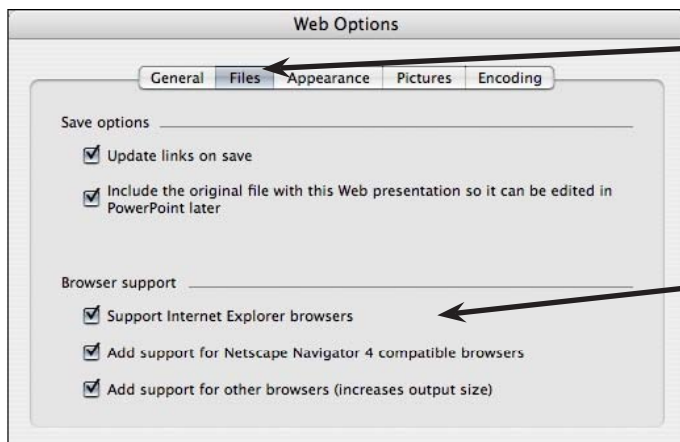 Web Options
General Files Appearance Pictures Encoding
Save options
Update links on save
Include the original file with this Web presentation so it can be edited in
PowerPoint later
Browser support
Support Internet Explorer browsers
Add support for Netscape Navigator 4 compatible browsers
Add support for other browsers (increases output size)